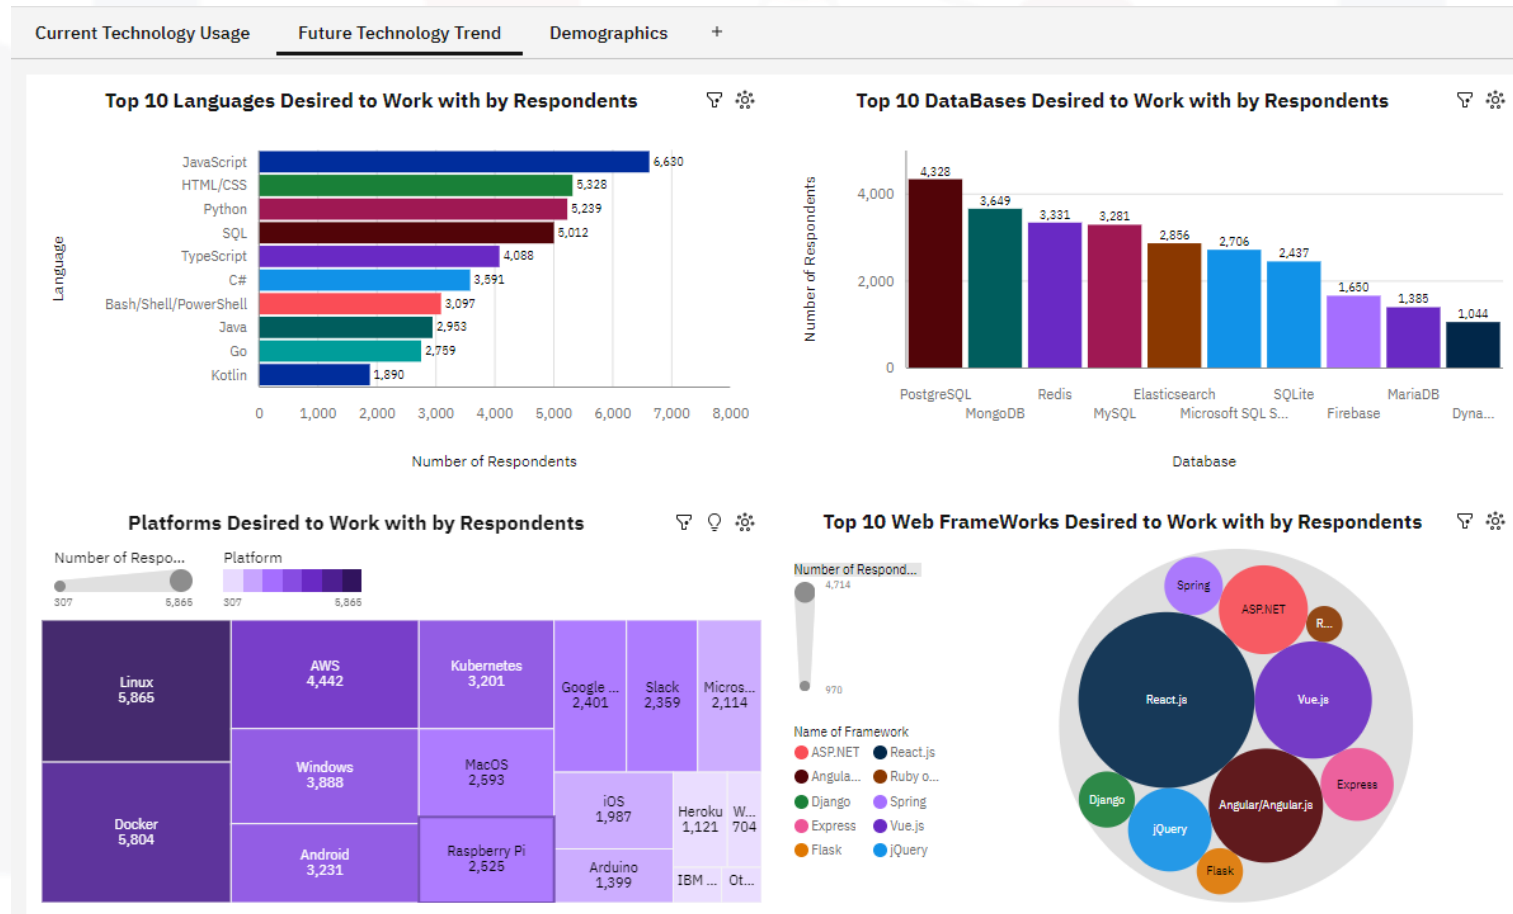 Current Technology Usage
Future Technology Trend
Demographics
+
Top 10 Languages Desired to Work with by Respondents
Language
JavaScript 6,630
HTML/CSS 5,328
Python 5,239
SQL 5,012
TypeScript 4,088
C# 3,591
Bash/Shell/PowerShell 3,097
Java 2,953
Go 2,759
Kotlin 1,890
0 1,000 2,000 3,000 4,000 5,000 6,000 7,000 8,000
Number of Respondents
Top 10 DataBases Desired to Work with by Respondents
Number of Respondents
4,000
2,000
0
4,328
3,649
3,331
3,281
2,856
2,706
2,437
1,650
1,385
1,044
PostgreSQL
MongoDB
Redis
MySQL
Elasticsearch
Microsoft SQL S...
SQLite
Firebase
MariaDB
Dyna...
Database
Platforms Desired to Work with by Respondents
Number of Respo...
307 5,865
Platform
307 5,865
Linux
5,865
Docker
5,804
AWS
4,442
Windows
3,888
Android
3,231
Kubernetes
3,201
MacOS
2,593
Raspberry Pi
2,525
Google ...
2,401
Slack
2,359
Micros...
2,114
iOS
1,987
Arduino
1,399
Heroku
1,121
W...
704
IBM ...
Ot...
Top 10 Web FrameWorks Desired to Work with by Respondents
Number of Respond...
4,714
970
Name of Framework
ASP.NET React.js
Angula... Ruby o...
Django Spring
Express Vue.js
Flask jQuery
Spring
ASP.NET
R...
React.js
Vue.js
Express
Django
jQuery
Angular/Angular.js
Flask